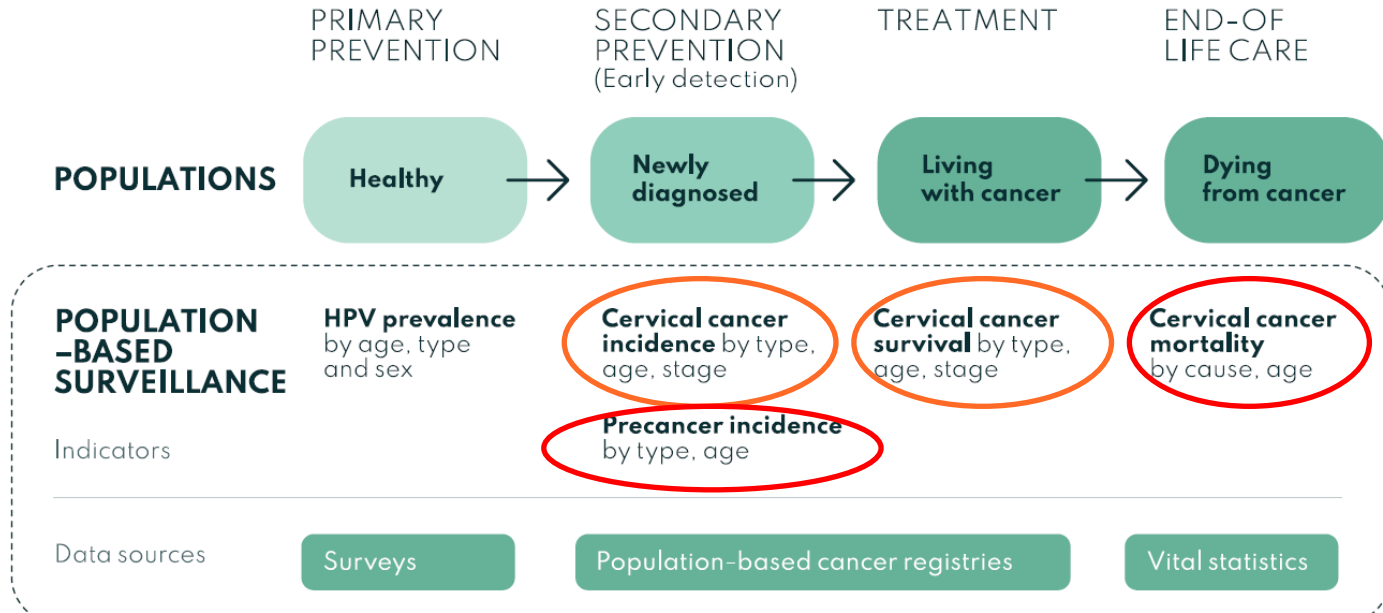 PRIMARY
PREVENTION
SECONDARY
PREVENTION
(Early detection)
TREATMENT
END-OF
LIFE CARE
POPULATIONS
Healthy
Newly
diagnosed
Living
with cancer
Dying
from cancer
POPULATION
-BASED
SURVEILLANCE
Indicators
HPV prevalence
by age, type
and sex
Cervical cancer
incidence by type,
age, stage
Precancer incidence
by type, age
Cervical cancer
survival by type,
age, stage
Cervical cancer
mortality
by cause, age
Data sources
Surveys
Population-based cancer registries
Vital statistics